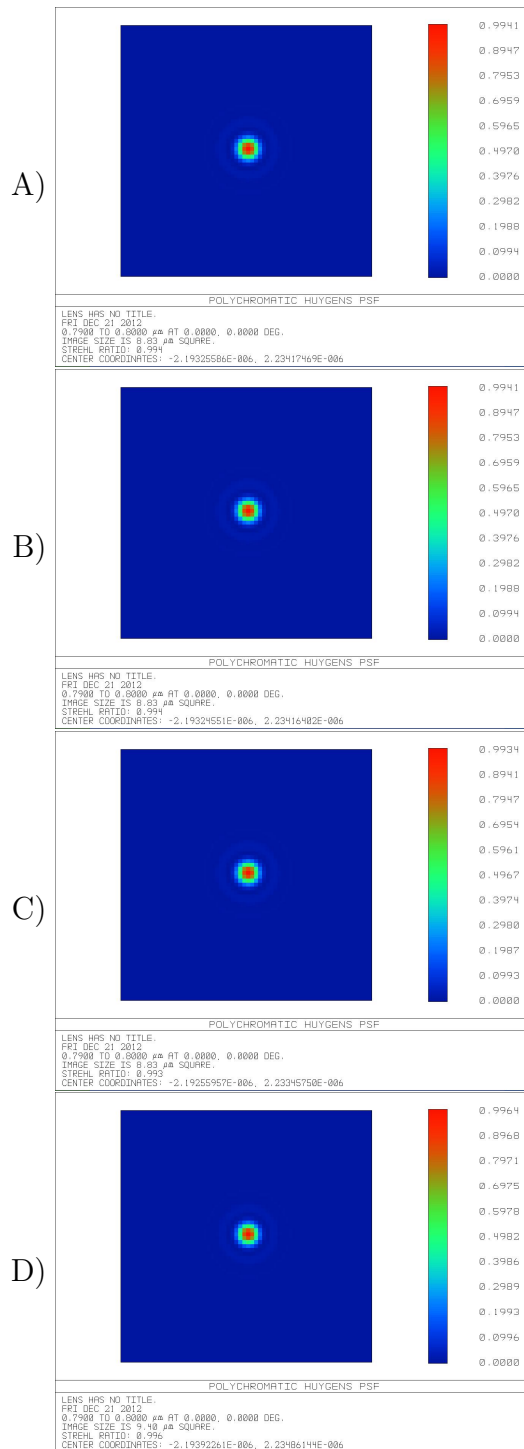 A)
0.9941
0.8947
0.7953
0.6959
0.5965
0.4970
0.3976
0.2982
0.1988
0.0994
0.0000
POLYCHROMATIC HUYGENS PSF
LENS HAS NO TITLE.
FRI DEC 21 2012
0.7900 TO 0.8000 µm AT 0.0000, 0.0000 DEG.
IMAGE SIZE IS 8.83 µm SQUARE.
STREHL RATIO: 0.994
CENTER COORDINATES: -2.19325586E-006, 2.23417469E-006
B)
0.9941
0.8947
0.7953
0.6959
0.5965
0.4970
0.3976
0.2982
0.1988
0.0994
0.0000
POLYCHROMATIC HUYGENS PSF
LENS HAS NO TITLE.
FRI DEC 21 2012
0.7900 TO 0.8000 µm AT 0.0000, 0.0000 DEG.
IMAGE SIZE IS 8.83 µm SQUARE.
STREHL RATIO: 0.994
CENTER COORDINATES: -2.19324551E-006, 2.23416402E-006
C)
0.9934
0.8941
0.7947
0.6954
0.5961
0.4967
0.3974
0.2980
0.1987
0.0993
0.0000
POLYCHROMATIC HUYGENS PSF
LENS HAS NO TITLE.
FRI DEC 21 2012
0.7900 TO 0.8000 µm AT 0.0000, 0.0000 DEG.
IMAGE SIZE IS 8.83 µm SQUARE.
STREHL RATIO: 0.993
CENTER COORDINATES: -2.19255957E-006, 2.23345750E-006
D)
0.9964
0.8968
0.7971
0.6975
0.5978
0.4982
0.3986
0.2989
0.1993
0.0996
0.0000
POLYCHROMATIC HUYGENS PSF
LENS HAS NO TITLE.
FRI DEC 21 2012
0.7900 TO 0.8000 µm AT 0.0000, 0.0000 DEG.
IMAGE SIZE IS 9.40 µm SQUARE.
STREHL RATIO: 0.996
CENTER COORDINATES: -2.19392261E-006, 2.23486144E-006